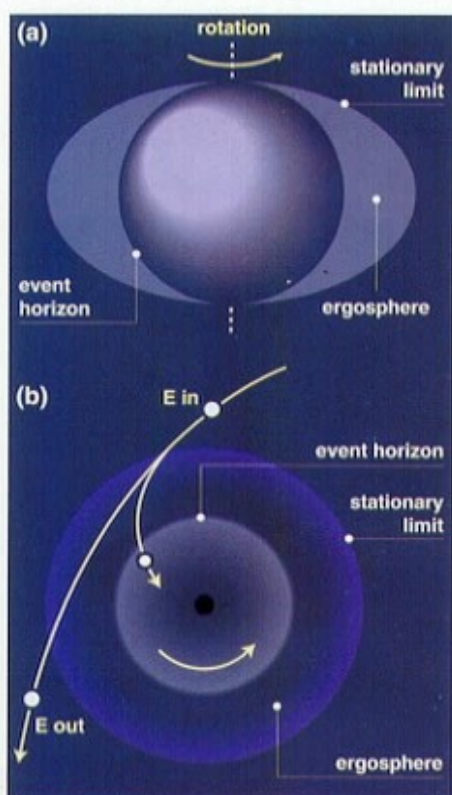 (a)
rotation
stationary
limit
event
horizon
ergosphere
(b)
E in
event horizon
stationary
limit
E out
ergosphere